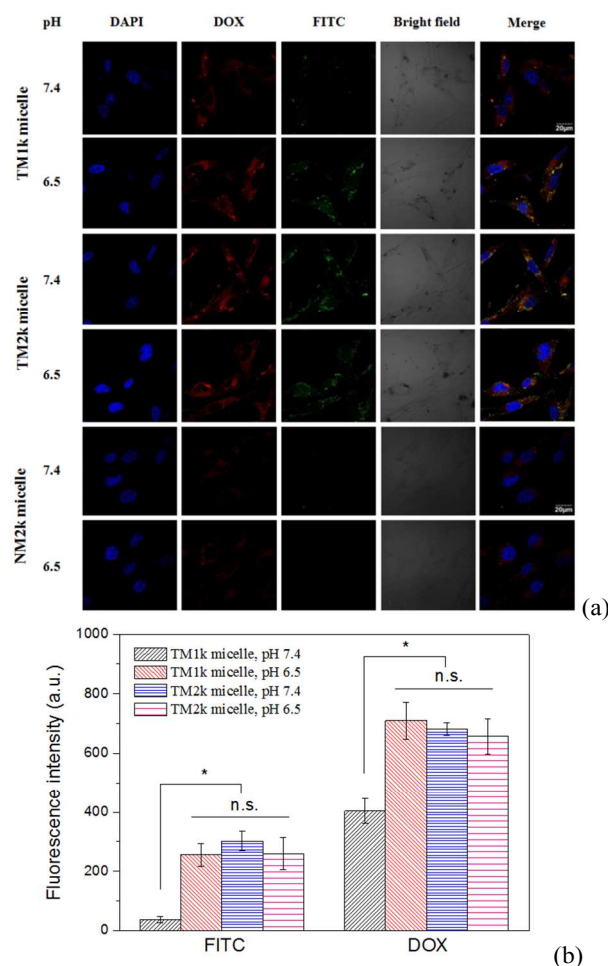 pH DAPI DOX FITC Bright field Merge
TM1k micelle
7.4
20µm
6.5
TM2k micelle
7.4
6.5
NM2k micelle
7.4
20µm
6.5
(a)
1000
800
600
400
200
0
Fluorescence intensity (a.u.)
TM1k micelle, pH 7.4
TM1k micelle, pH 6.5
TM2k micelle, pH 7.4
TM2k micelle, pH 6.5
*
n.s.
*
n.s.
FITC DOX
(b)